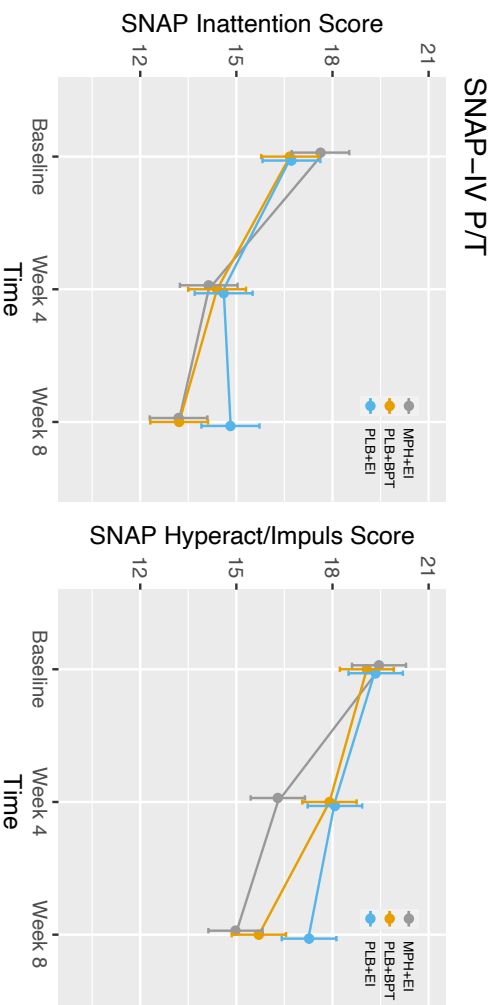 SNAP−IV P/T
SNAP Inattention Score
21
18
15
12
Baseline
Week 4
Week 8
Time
MPH+EI
PLB+BPT
PLB+EI
SNAP Hyperact/Impuls Score
21
18
15
12
Baseline
Week 4
Week 8
Time
MPH+EI
PLB+BPT
PLB+EI